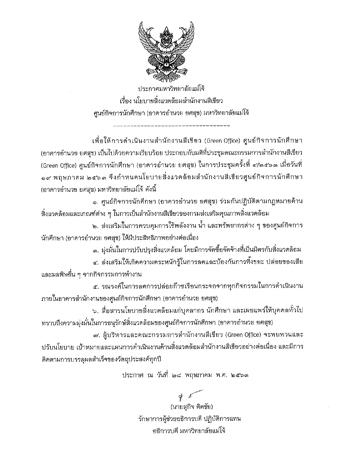 ประกาศมหาวิทยาลัยแม่โจ้
เรื่อง นโยบายสิ่งแวดล้อมสำนักงานสีเขียว
ศูนย์กิจการนักศึกษา (อาคารอำนวย ยศสุข) มหาวิทยาลัยแม่โจ้
เพื่อให้การดำเนินงานสำนักงานสีเขียว (Green Office) ศูนย์กิจการนักศึกษา
(อาคารอำนวย ยศสุข) เป็นไปด้วยความเรียบร้อย ประกอบกับมติที่ประชุมคณะกรรมการสำนักงานสีเขียว
(Green Office) ศูนย์กิจการนักศึกษา (อาคารอำนวย ยศสุข) ในการประชุมครั้งที่ ๔/๒๕๖๓ เมื่อวันที่
๑๙ พฤษภาคม ๒๕๖๓ จึงกำหนดนโยบายสิ่งแวดล้อมสำนักงานสีเขียวศูนย์กิจการนักศึกษา
(อาคารอำนวย ยศสุข) มหาวิทยาลัยแม่โจ้ ดังนี้
๑. ศูนย์กิจการนักศึกษา (อาคารอำนวย ยศสุข) ร่วมกันปฏิบัติตามกฎหมายด้าน
สิ่งแวดล้อมและเกณฑ์ต่าง ๆ ในการเป็นสำนักงานสีเขียวของกรมส่งเสริมคุณภาพสิ่งแวดล้อม
๒. ส่งเสริมในการควบคุมการใช้พลังงาน น้ำ และทรัพยากรต่าง ๆ ของศูนย์กิจการ
นักศึกษา (อาคารอำนวย ยศสุข) ให้มีประสิทธิภาพอย่างต่อเนื่อง
๓. มุ่งมั่นในการปรับปรุงสิ่งแวดล้อม โดยมีการจัดซื้อจัดจ้างที่เป็นมิตรกับสิ่งแวดล้อม
๔. ส่งเสริมให้เกิดความตระหนักรู้ในการลดและป้องกันการทิ้งขยะ ปล่อยของเสีย
และมลพิษอื่น ๆ จากกิจกรรมการทำงาน
๕. รณรงค์ในการลดการปล่อยก๊าซเรือนกระจกจากทุกกิจกรรมในการดำเนินงาน
ภายในอาคารสำนักงานของศูนย์กิจการนักศึกษา (อาคารอำนวย ยศสุข)
๖. สื่อสารนโยบายสิ่งแวดล้อมแก่บุคลากร นักศึกษา และเผยแพร่ให้บุคคลทั่วไป
ทราบถึงความมุ่งมั่นในการอนุรักษ์สิ่งแวดล้อมของศูนย์กิจการนักศึกษา (อาคารอำนวย ยศสุข)
๗. ผู้บริหารและคณะกรรมการสำนักงานสีเขียว (Green Office) จะทบทวนและ
ปรับนโยบาย เป้าหมายและแผนการดำเนินงานด้านสิ่งแวดล้อมสำนักงานสีเขียวอย่างต่อเนื่อง และมีการ
ติดตามการบรรลุผลสำเร็จของวัตถุประสงค์ทุกปี
ประกาศ ณ วันที่ ๒๘ พฤษภาคม พ.ศ. ๒๕๖๓
รักษาการผู้ช่วยอธิการบดี ปฏิบัติการแทน
อธิการบดี มหาวิทยาลัยแม่โจ้